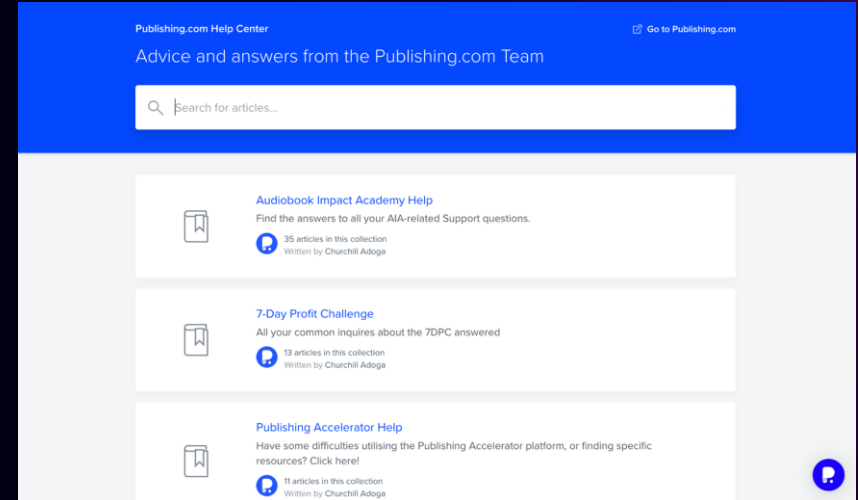 Publishing.com Help Center
Go to Publishing.com
Advice and answers from the Publishing.com Team
Search for articles...
Audiobook Impact Academy Help
Find the answers to all your AIA-related Support questions.
35 articles in this collection
Written by Churchill Adoga
7-Day Profit Challenge
All your common inquires about the 7DPC answered
13 articles in this collection
Written by Churchill Adoga
Publishing Accelerator Help
Have some difficulties utilising the Publishing Accelerator platform, or finding specific
resources? Click here!
11 articles in this collection
Written by Churchill Adoga